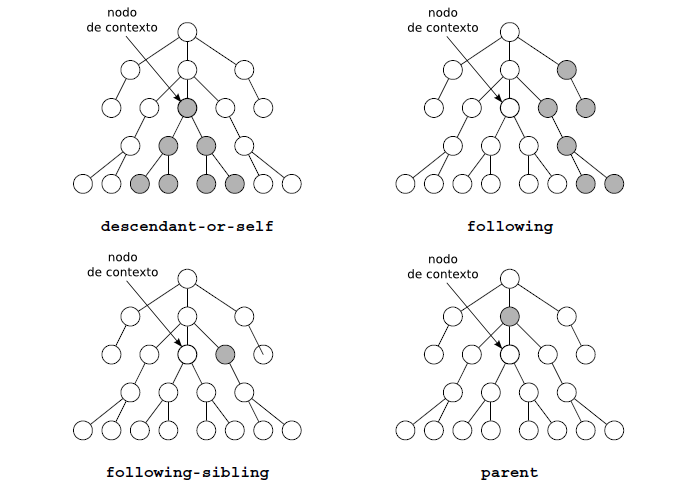 nodo
de contexto
descendant-or-self
nodo
de contexto
following
nodo
de contexto
following-sibling
nodo
de contexto
parent